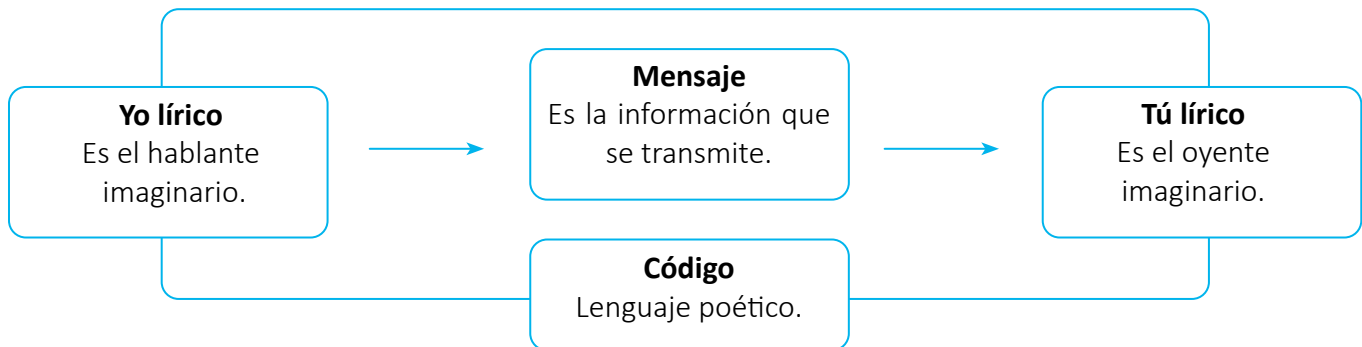 Yo lírico
Es el hablante
imaginario.
Mensaje
Es la información que
se transmite.
Tú lírico
Es el oyente
imaginario.
Código
Lenguaje poético.